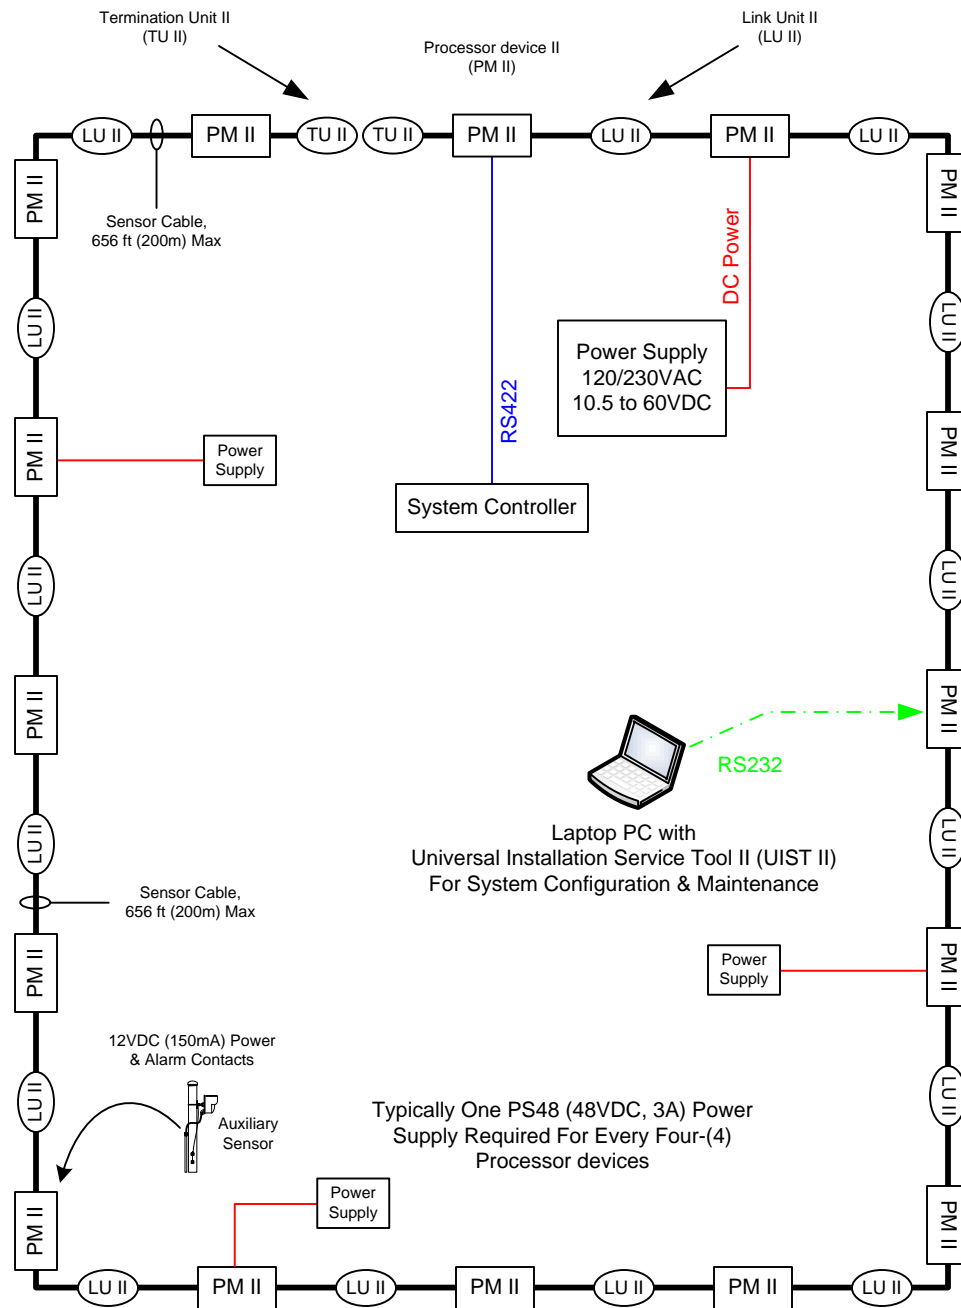 Termination Unit II
(TU II)
Processor device II
(PM II)
Link Unit II
(LU II)
LU II
PM II
TU II
TU II
PM II
LU II
PM II
LU II
PM II
PM II
Sensor Cable,
656 ft (200m) Max
DC Power
LU II
LU II
Power Supply
120/230VAC
10.5 to 60VDC
RS422
PM II
Power
Supply
PM II
System Controller
LU II
LU II
PM II
PM II
RS232
Laptop PC with
Universal Installation Service Tool II (UIST II)
For System Configuration & Maintenance
LU II
LU II
Sensor Cable,
656 ft (200m) Max
PM II
Power
Supply
PM II
12VDC (150mA) Power
& Alarm Contacts
LU II
Auxiliary
Sensor
LU II
Typically One PS48 (48VDC, 3A) Power
Supply Required For Every Four-(4)
Processor devices
PM II
Power
Supply
PM II
LU II
PM II
LU II
PM II
LU II
PM II
LU II